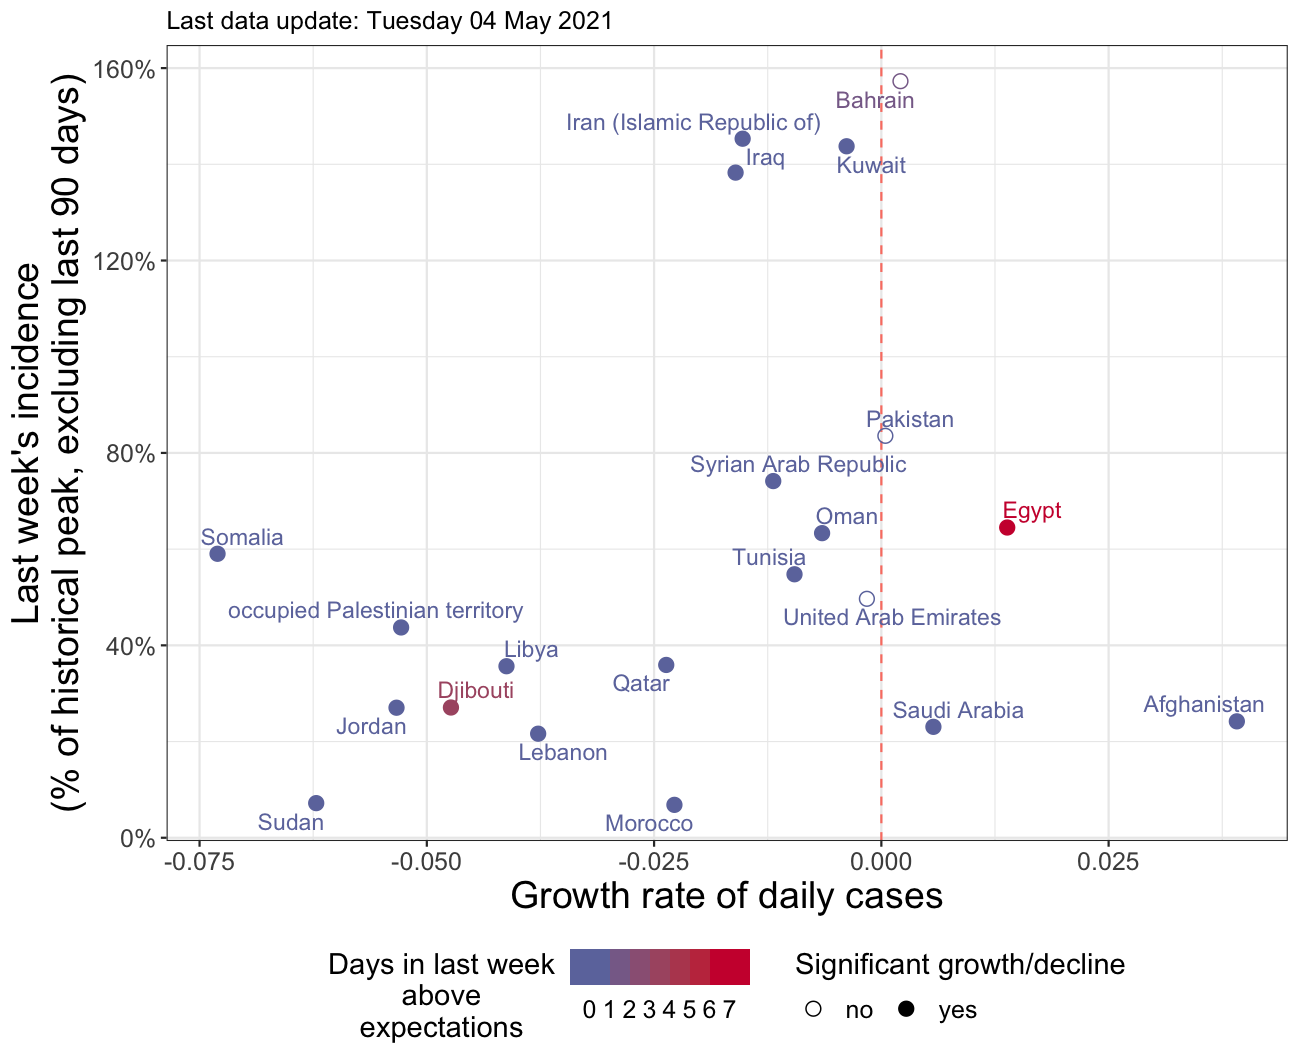 Last data update: Tuesday 04 May 2021
Last week's incidence
(% of historical peak, excluding last 90 days)
160%
120%
80%
40%
0%
Bahrain
Iran (Islamic Republic of)
Iraq
Kuwait
Pakistan
Syrian Arab Republic
Egypt
Oman
Somalia
Tunisia
occupied Palestinian territory
United Arab Emirates
Libya
Qatar
Djibouti
Jordan
Saudi Arabia
Afghanistan
Lebanon
Sudan
Morocco
-0.075 -0.050 -0.025 0.000 0.025
Growth rate of daily cases
Days in last week
above
expectations
0 1 2 3 4 5 6 7
Significant growth/decline
no yes